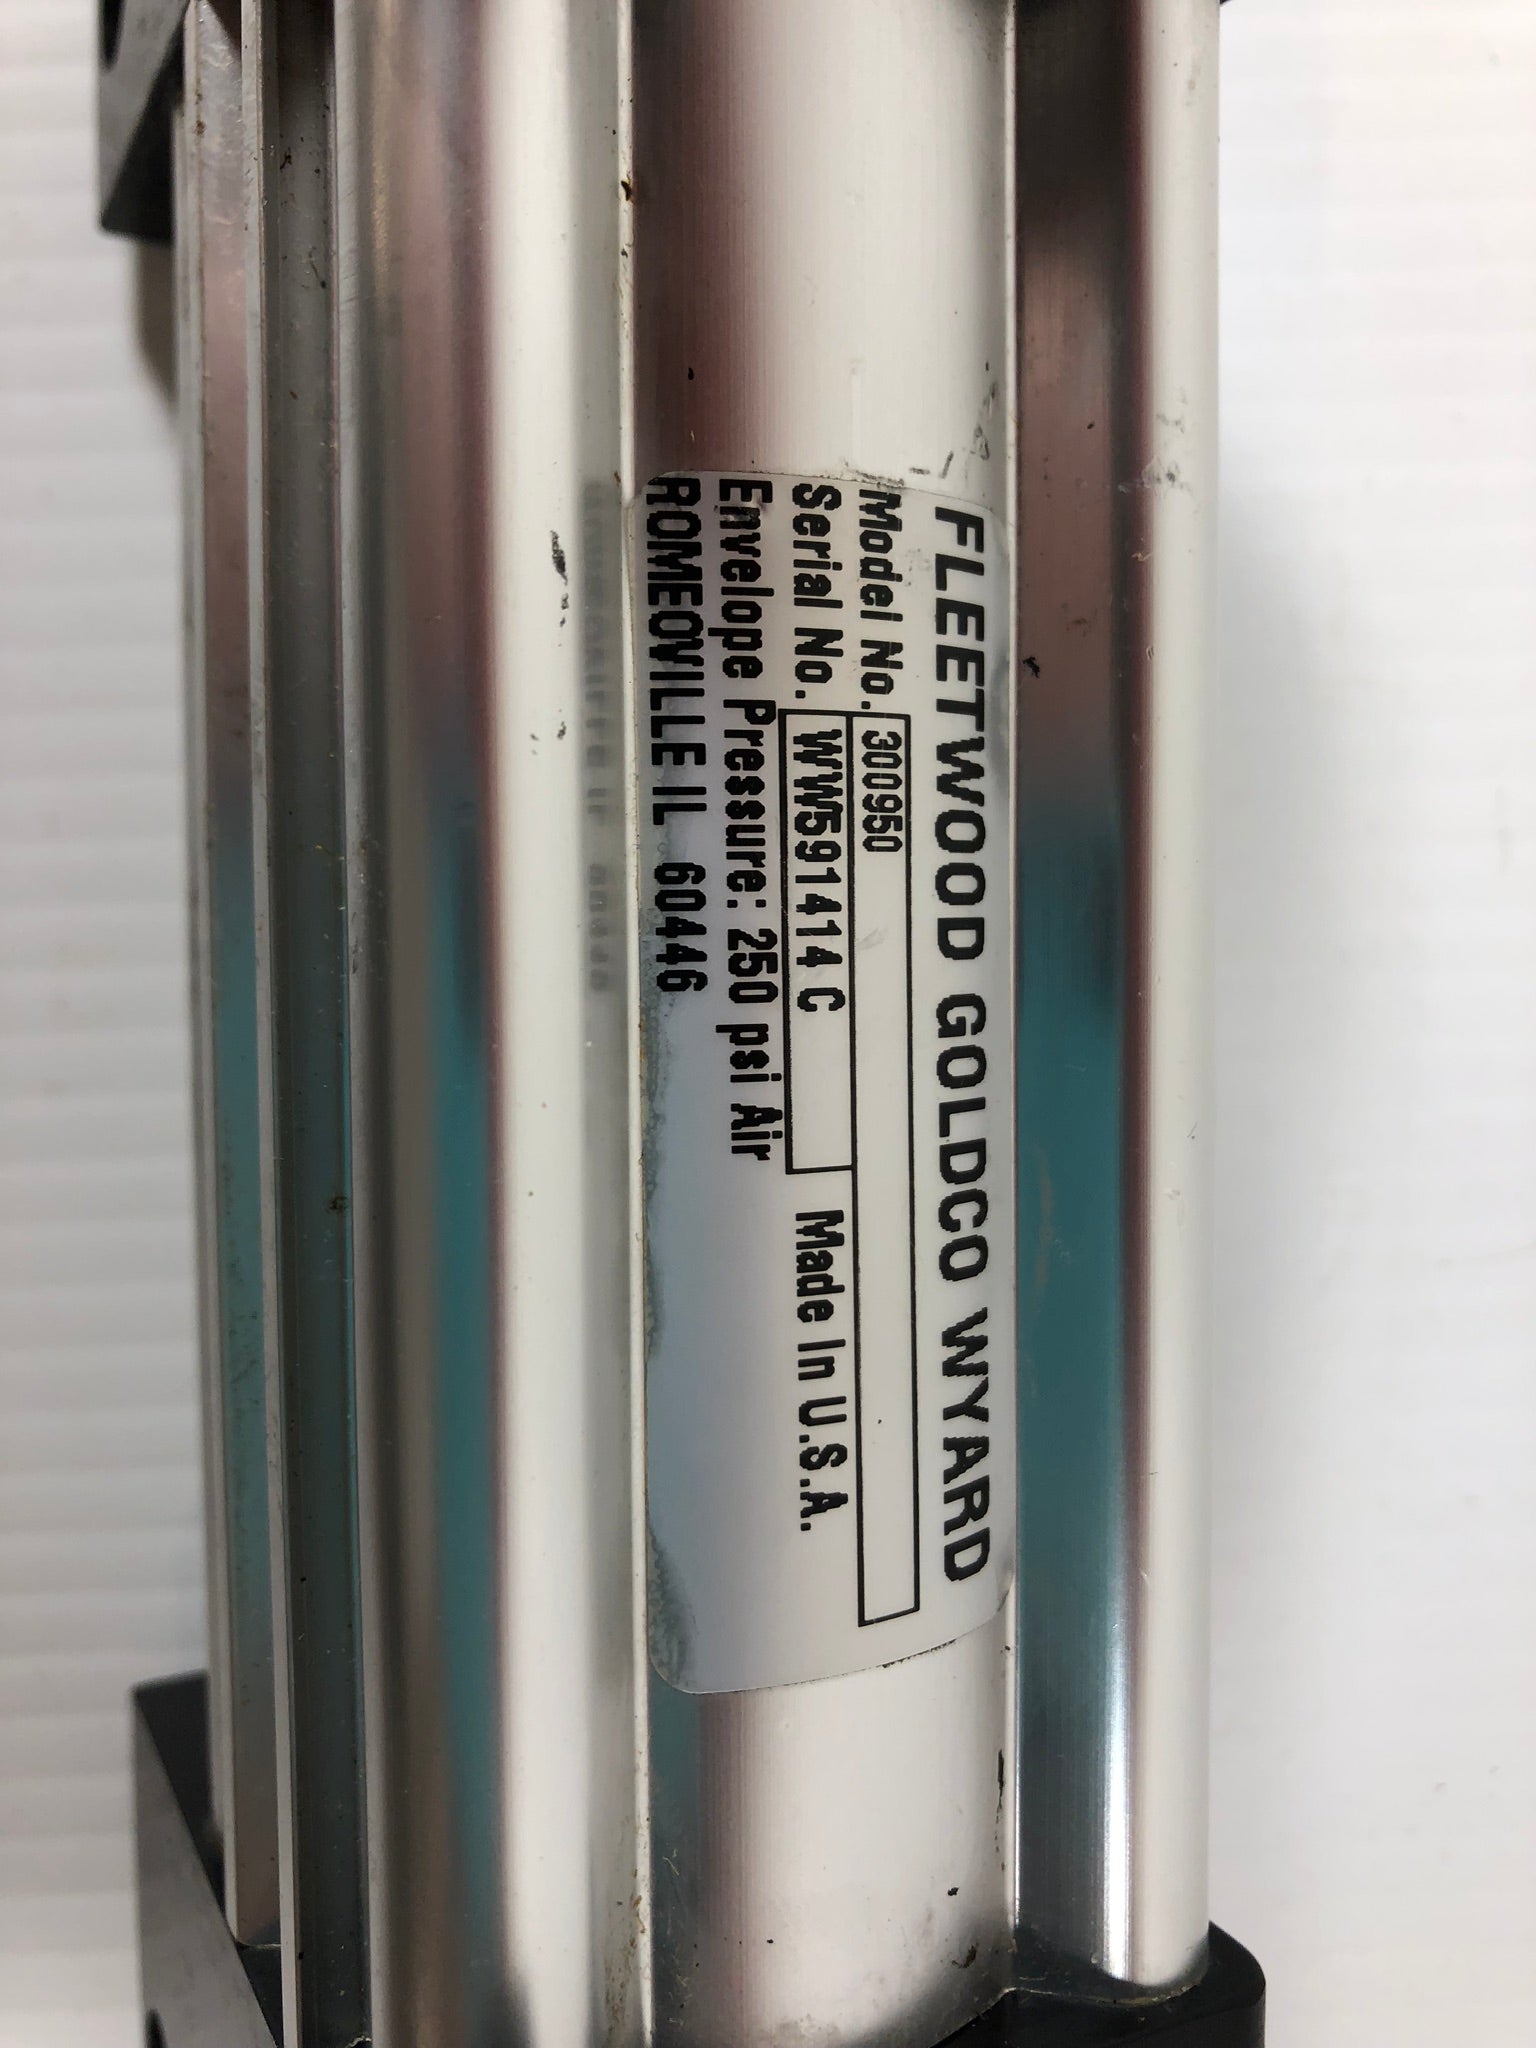 FLEETWOOD GOLDCO WYARD
Model No. 300950
Serial No. WW591414C Made In U.S.A.
Envelope Pressure: 250 psi Air
ROMEOVILLE IL 60446